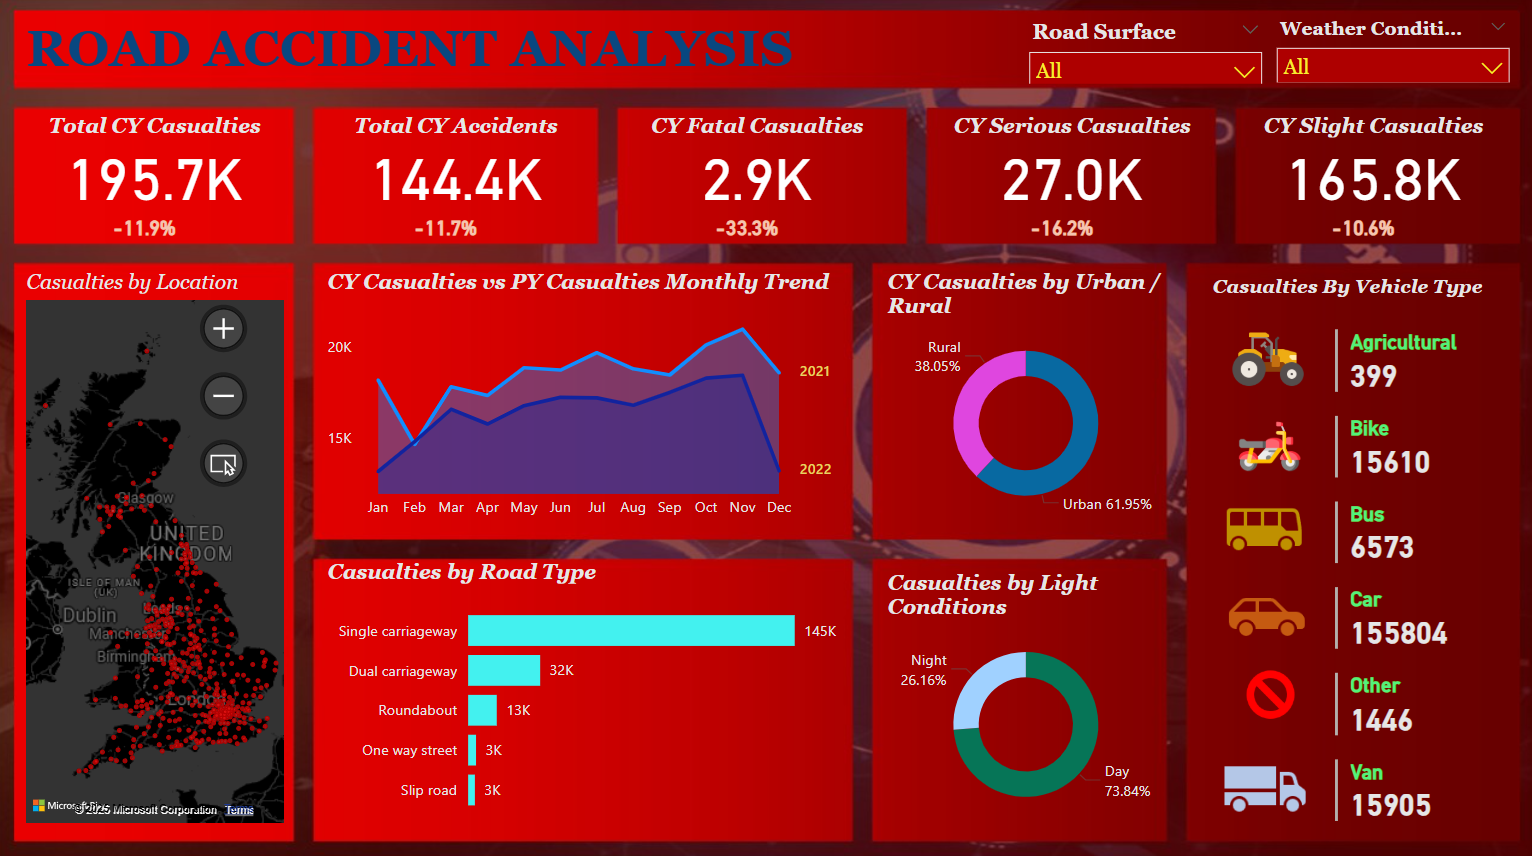 ROAD ACCIDENT ANALYSIS
Road Surface
All
Weather Conditi...
All
Total CY Casualties
195.7K
-11.9%
Total CY Accidents
144.4K
-11.7%
CY Fatal Casualties
2.9K
-33.3%
CY Serious Casualties
27.0K
-16.2%
CY Slight Casualties
165.8K
-10.6%
Casualties by Location
Glasgow
UNITED
KINGDOM
ISLE OF MAN
(UK)
Dublin
Leeds
Manchester
Birmingham
London
© 2025 Microsoft Corporation
Terms
CY Casualties vs PY Casualties Monthly Trend
20K
15K
2021
2022
Jan Feb Mar Apr May Jun Jul Aug Sep Oct Nov Dec
Casualties by Road Type
Single carriageway 145K
Dual carriageway 32K
Roundabout 13K
One way street 3K
Slip road 3K
CY Casualties by Urban /
Rural
Rural
38.05%
Urban 61.95%
Casualties by Light
Conditions
Night
26.16%
Day
73.84%
Casualties By Vehicle Type
Agricultural
399
Bike
15610
Bus
6573
Car
155804
Other
1446
Van
15905